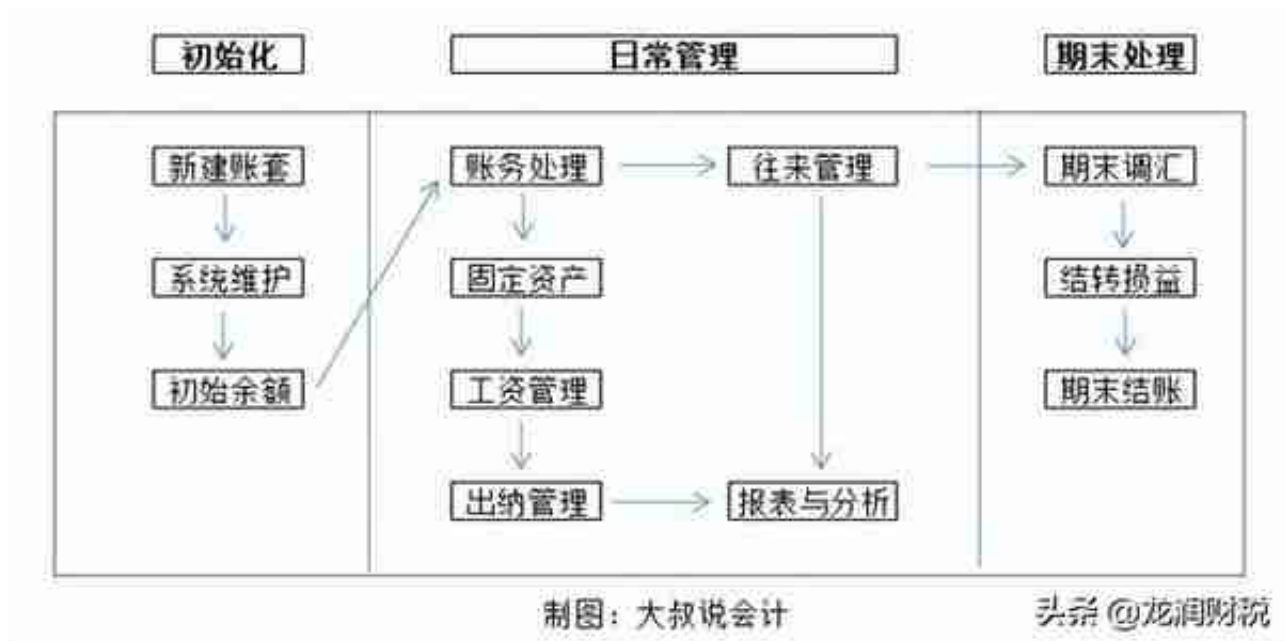 初始化
日常管理
期末处理
新建账套
账务处理
往来管理
期末调汇
系统维护
固定资产
结转损益
初始余额
工资管理
期末结账
出纳管理
报表与分析
制图：大叔说会计
头条 @龙润财税